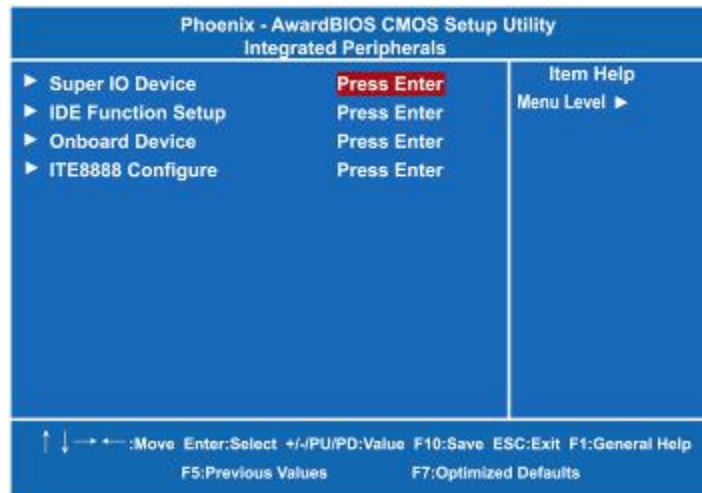 Phoenix - AwardBIOS CMOS Setup Utility
Integrated Peripherals
► Super IO Device Press Enter
► IDE Function Setup Press Enter
► Onboard Device Press Enter
► ITE8888 Configure Press Enter
Item Help
Menu Level ►
↑ ↓ → ← :Move Enter:Select +/-/PU/PD:Value F10:Save ESC:Exit F1:General Help
F5:Previous Values F7:Optimized Defaults